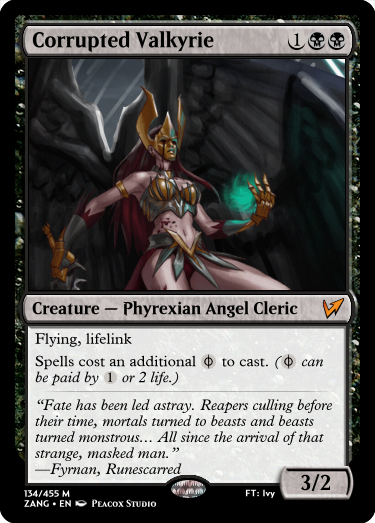 Corrupted Valkyrie 1
Creature — Phyrexian Angel Cleric
Flying, lifelink
Spells cost an additional to cast. ( can
be paid by 1 or 2 life.)
“Fate has been led astray. Reapers culling before
their time, mortals turned to beasts and beasts
turned monstrous... All since the arrival of that
strange, masked man.”
—Fyrnan, Runescarred
3/2
134/455 M
ZANG • EN Peacox Studio
FT: Ivy